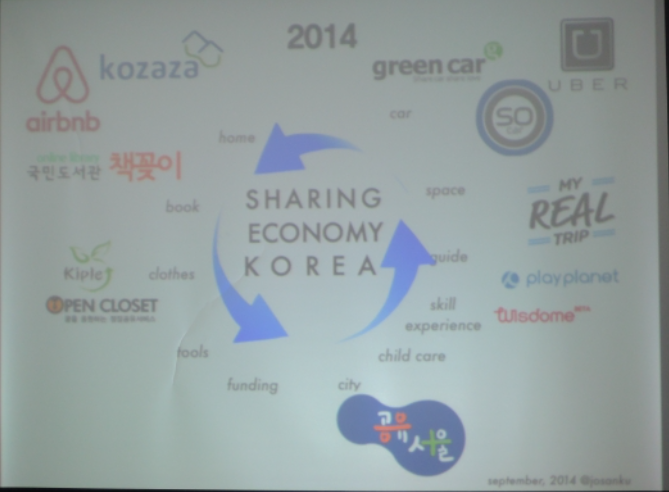 2014
airbnb
kozaza
green car
UBER
SO
car
car
home
online library
국민도서관 책꽂이
SHARING
ECONOMY
KOREA
space
MY
REAL
TRIP
book
guide
Kiple
clothes
playplanet
OPEN CLOSET
skill
experience
Wisdome
tools
child care
funding
city
공유
서울
september, 2014 @josanku